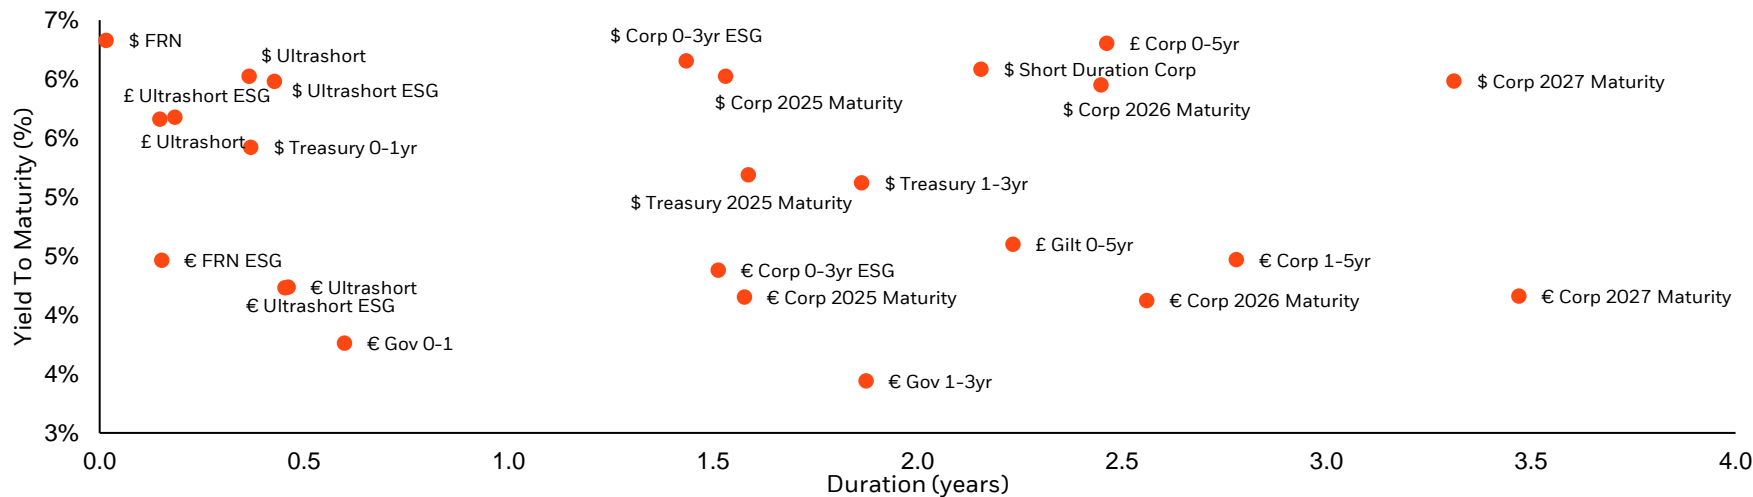 7%
$ FRN
$ Corp 0-3yr ESG
£ Corp 0-5yr
$ Ultrashort
$ Short Duration Corp
6%
$ Ultrashort ESG
£ Ultrashort ESG
$ Corp 2025 Maturity
$ Corp 2026 Maturity
$ Corp 2027 Maturity
6%
£ Ultrashort
$ Treasury 0-1yr
5%
$ Treasury 2025 Maturity
$ Treasury 1-3yr
5%
€ FRN ESG
£ Gilt 0-5yr
€ Corp 0-3yr ESG
€ Corp 1-5yr
€ Ultrashort
€ Ultrashort ESG
€ Corp 2025 Maturity
€ Corp 2026 Maturity
€ Corp 2027 Maturity
4%
€ Gov 0-1
4%
€ Gov 1-3yr
3%
Yield To Maturity (%)
0.0 0.5 1.0 1.5 2.0 2.5 3.0 3.5 4.0
Duration (years)